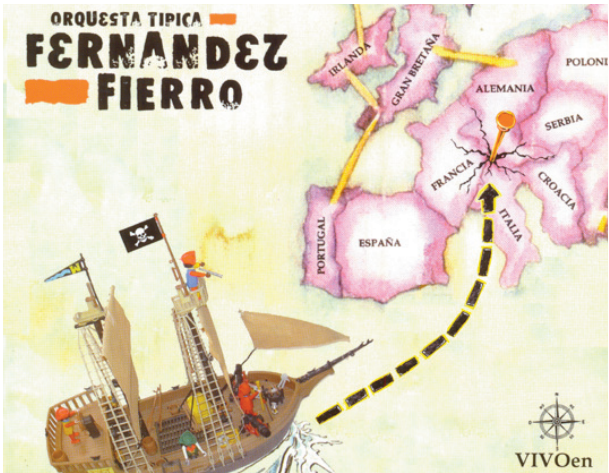 ORQUESTA TIPICA
FERNANDEZ
FIERRO
IRLANDA
GRAN BRETAÑA
ALEMANIA
POLONI
SERBIA
FRANCIA
CROACIA
ITALIA
PORTUGAL
ESPAÑA
VIVOen